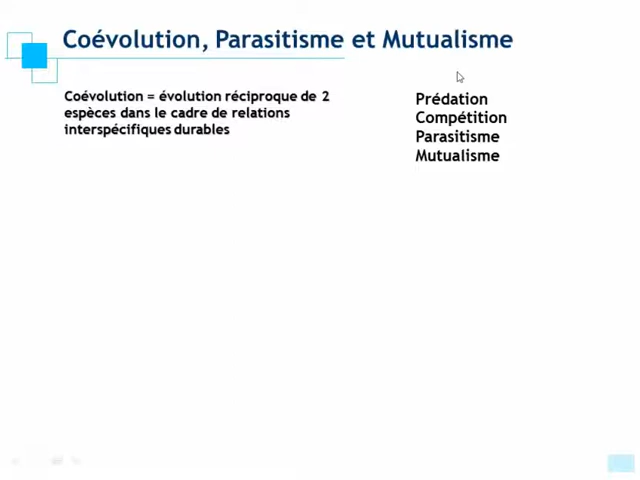 Coévolution, Parasitisme et Mutualisme
Coévolution = évolution réciproque de 2
espèces dans le cadre de relations
interspécifiques durables
Prédation
Compétition
Parasitisme
Mutualisme